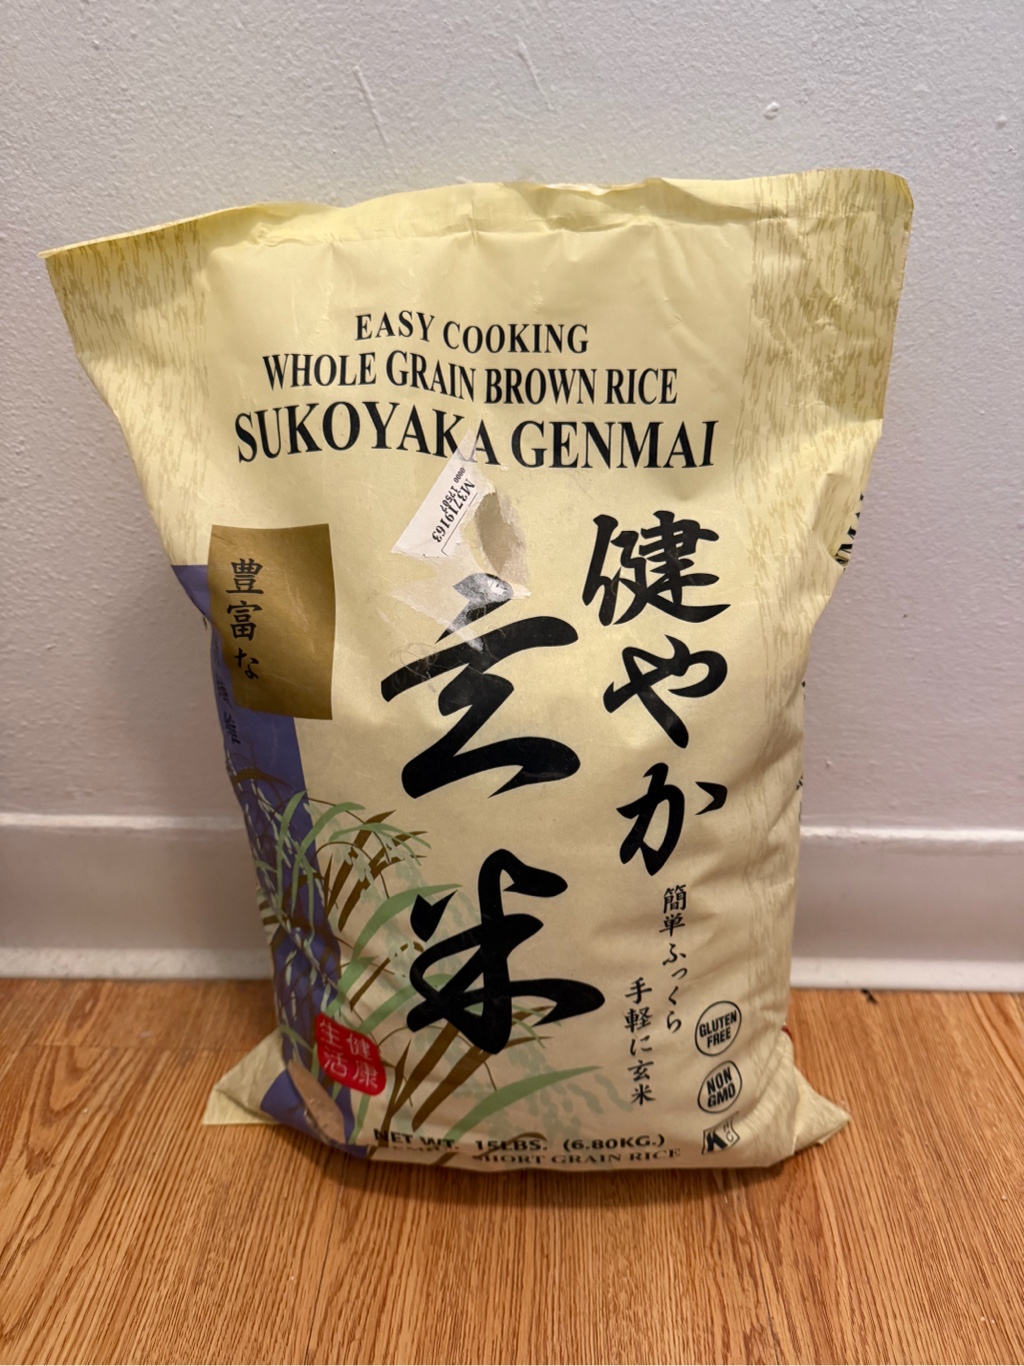 EASY COOKING
WHOLE GRAIN BROWN RICE
SUKOYAKA GENMAI
M3719163
健やか
玄米
豊富な
簡単ふっくら
手軽に玄米
健康
生活
GLUTEN
FREE
NON
GMO
K
NET WT. 15LBS. (6.80KG.)
SHORT GRAIN RICE